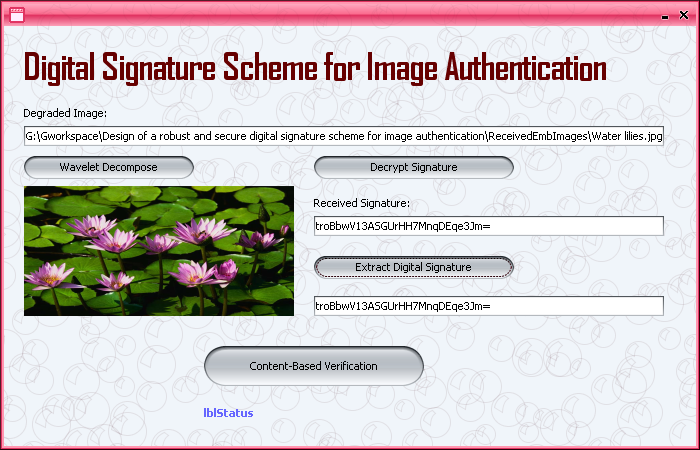 Digital Signature Scheme for Image Authentication
Degraded Image:
G:\Gworkspace\Design of a robust and secure digital signature scheme for image authentication\ReceivedEmbImages\Water lilies.jpg
Wavelet Decompose
Decrypt Signature
Received Signature:
troBbwV13ASGUrHH7MnqDEqe3Jm=
Extract Digital Signature
troBbwV13ASGUrHH7MnqDEqe3Jm=
Content-Based Verification
lblStatus